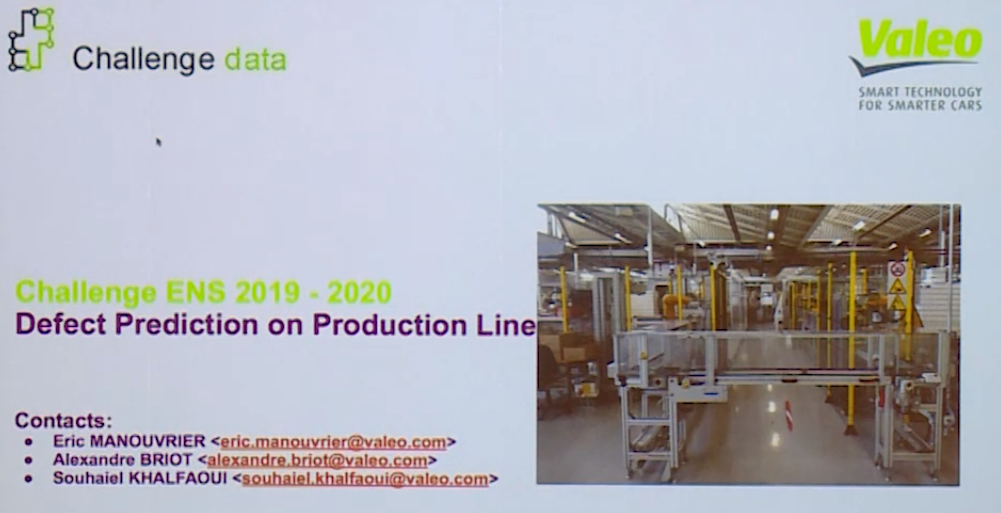 Challenge data
Valeo
SMART TECHNOLOGY
FOR SMARTER CARS
Challenge ENS 2019 - 2020
Defect Prediction on Production Line
Contacts:
• Eric MANOUVRIER <eric.manouvrier@valeo.com>
• Alexandre BRIOT <alexandre.briot@valeo.com>
• Souhaiel KHALFAOUI <souhaiel.khalfaoui@valeo.com>